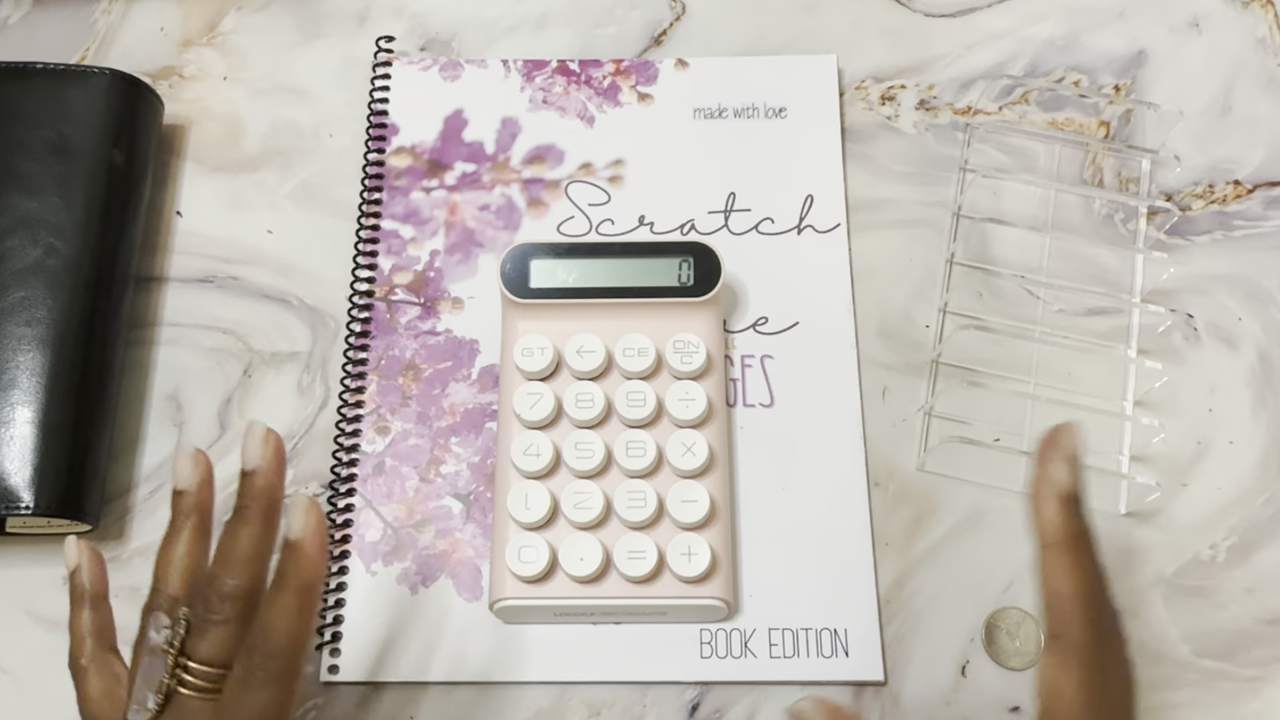 made with love
Scratch
GES
0
GT ← CE ON/C
7 8 9 ÷
4 5 6 ×
1 2 3 −
0 . = +
BOOK EDITION